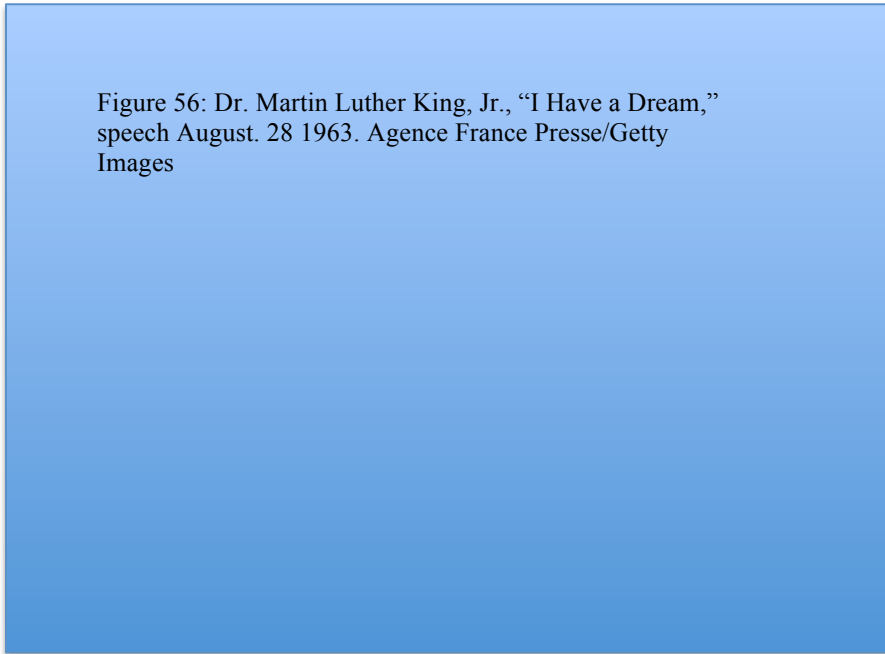 Figure 56: Dr. Martin Luther King, Jr., “I Have a Dream,”
speech August. 28 1963. Agence France Presse/Getty
Images